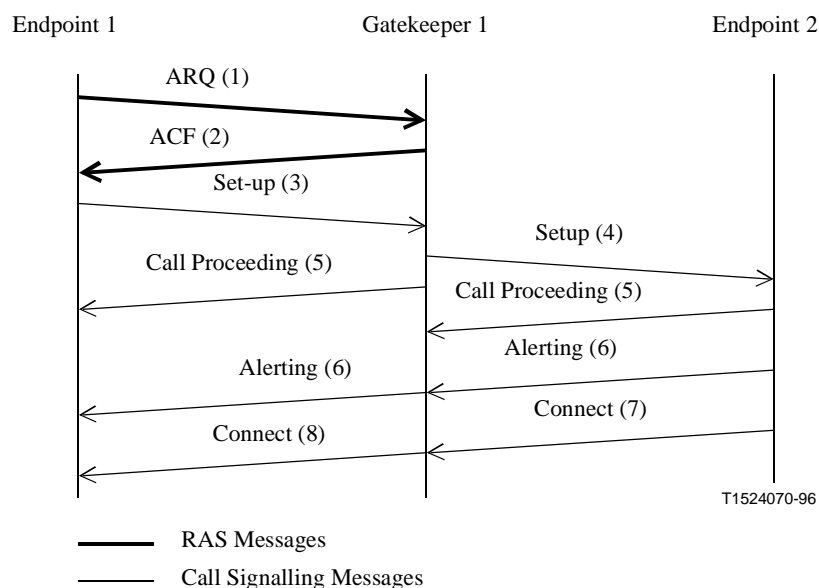 Endpoint 1 Gatekeeper 1 Endpoint 2
ARQ (1)
ACF (2)
Set-up (3)
Setup (4)
Call Proceeding (5)
Call Proceeding (5)
Alerting (6)
Alerting (6)
Connect (7)
Connect (8)
T1524070-96
RAS Messages
Call Signalling Messages